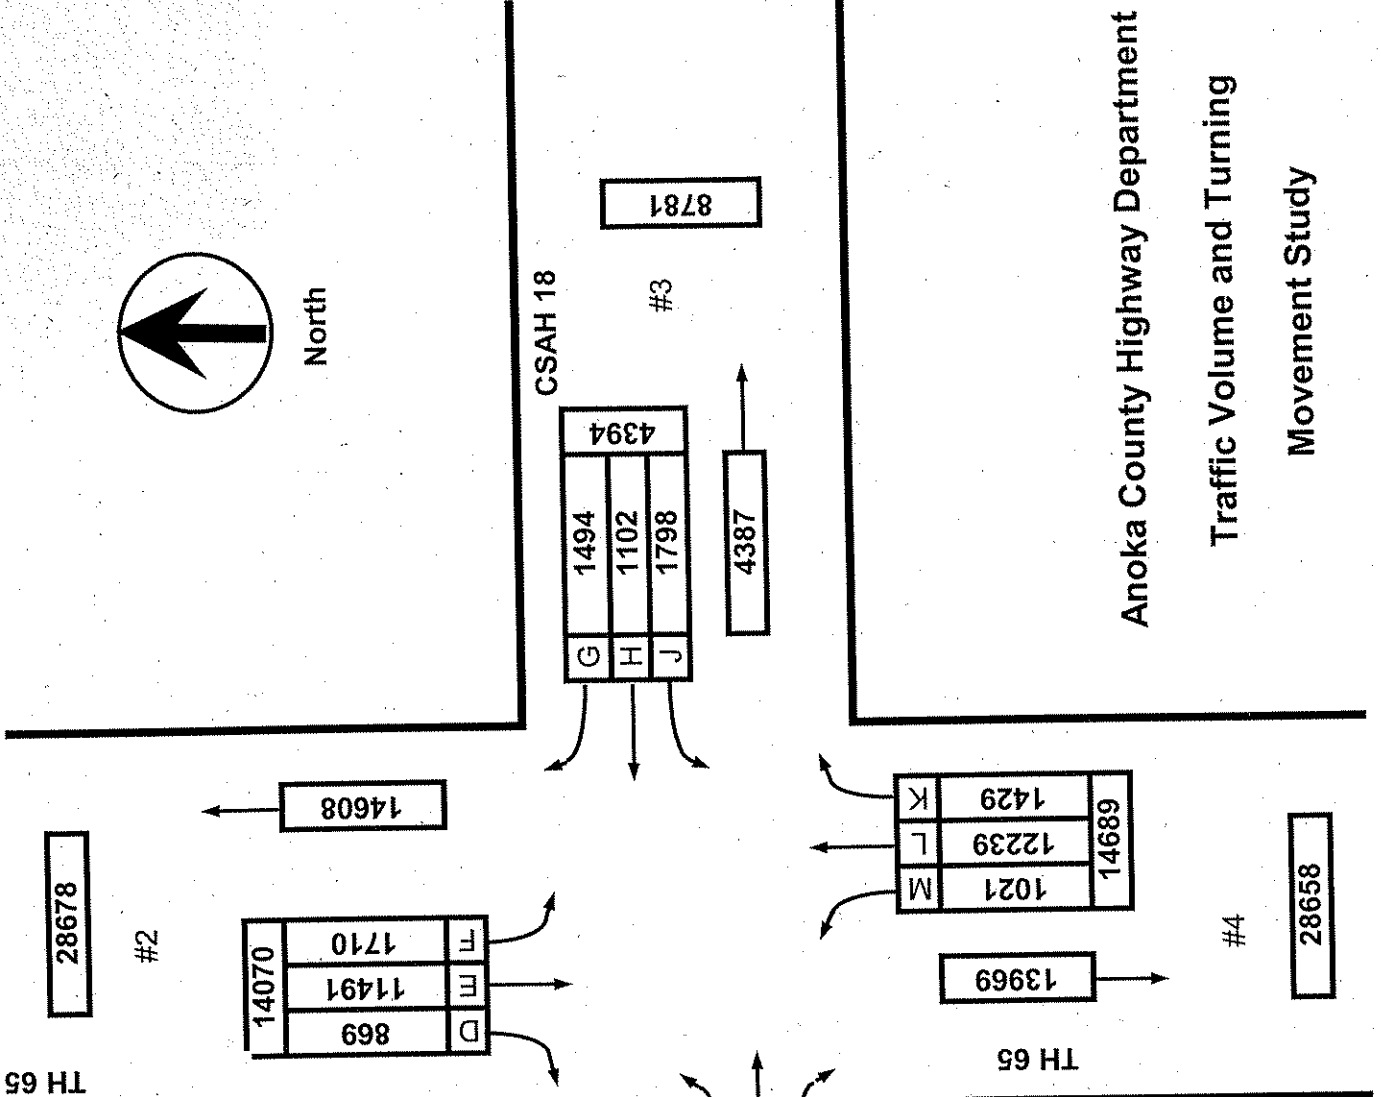 Anoka County Highway Department
Traffic Volume and Turning
Movement Study
North
CSAH 18
#3
8781
4394
G 1494
H 1102
J 1798
4387
14608
28678
#2
14070
F 1710
E 11491
D 869
TH 65
K 1429
L 12239
M 1021
14689
13969
#4
28658
TH 65